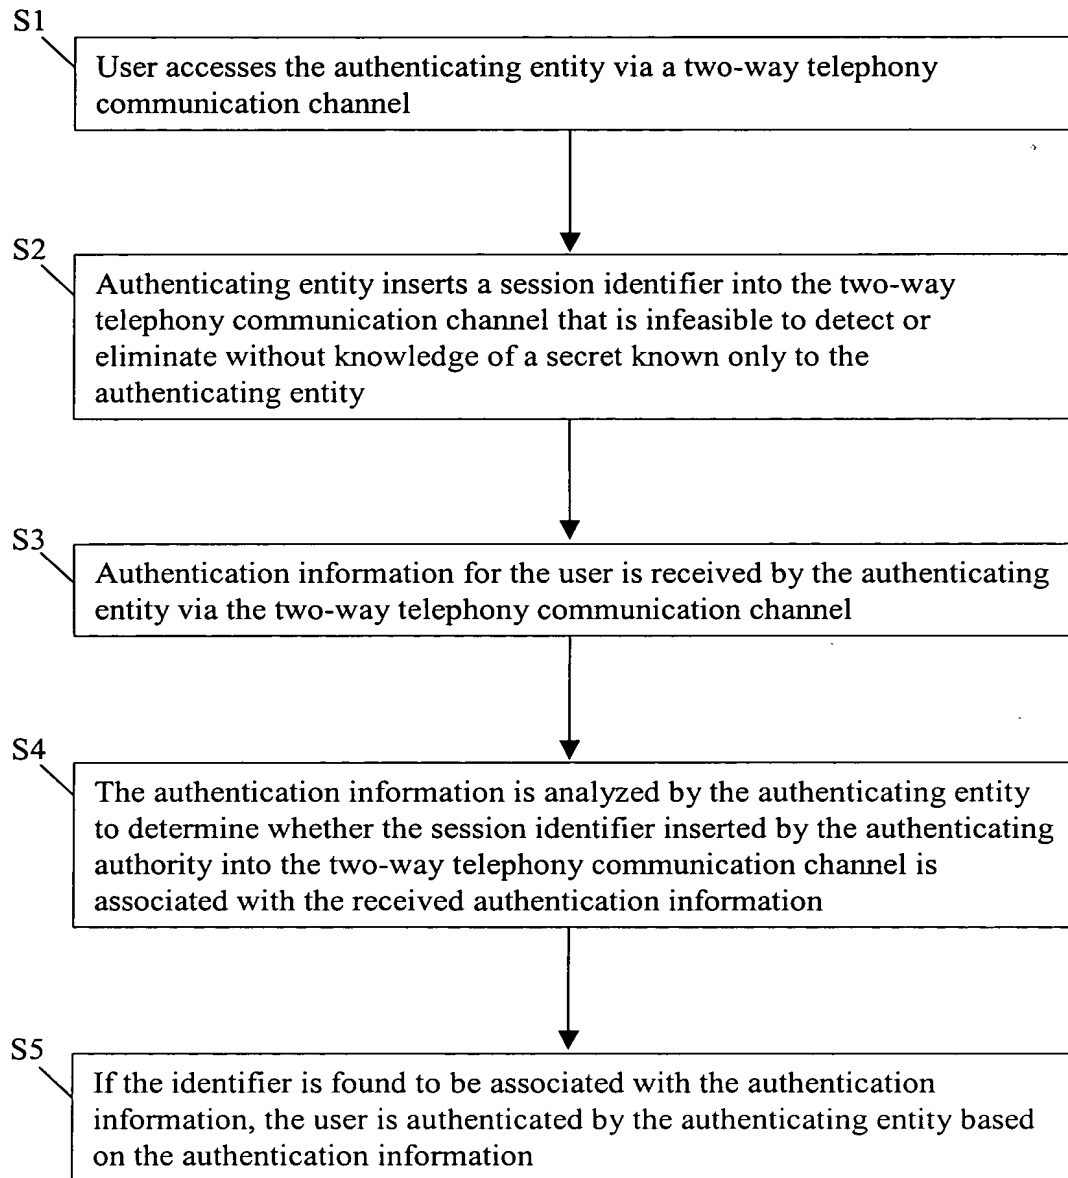 S1
User accesses the authenticating entity via a two-way telephony
communication channel
S2
Authenticating entity inserts a session identifier into the two-way
telephony communication channel that is infeasible to detect or
eliminate without knowledge of a secret known only to the
authenticating entity
S3
Authentication information for the user is received by the authenticating
entity via the two-way telephony communication channel
S4
The authentication information is analyzed by the authenticating entity
to determine whether the session identifier inserted by the authenticating
authority into the two-way telephony communication channel is
associated with the received authentication information
S5
If the identifier is found to be associated with the authentication
information, the user is authenticated by the authenticating entity based
on the authentication information